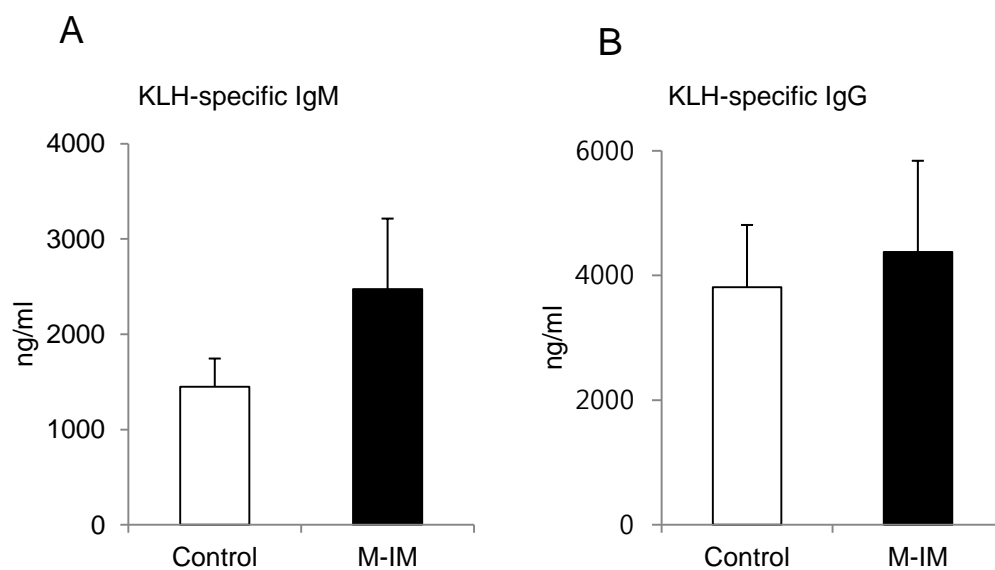 A
KLH-specific IgM
4000
3000
2000
1000
0
ng/ml
Control M-IM
B
KLH-specific IgG
6000
4000
2000
0
ng/ml
Control M-IM